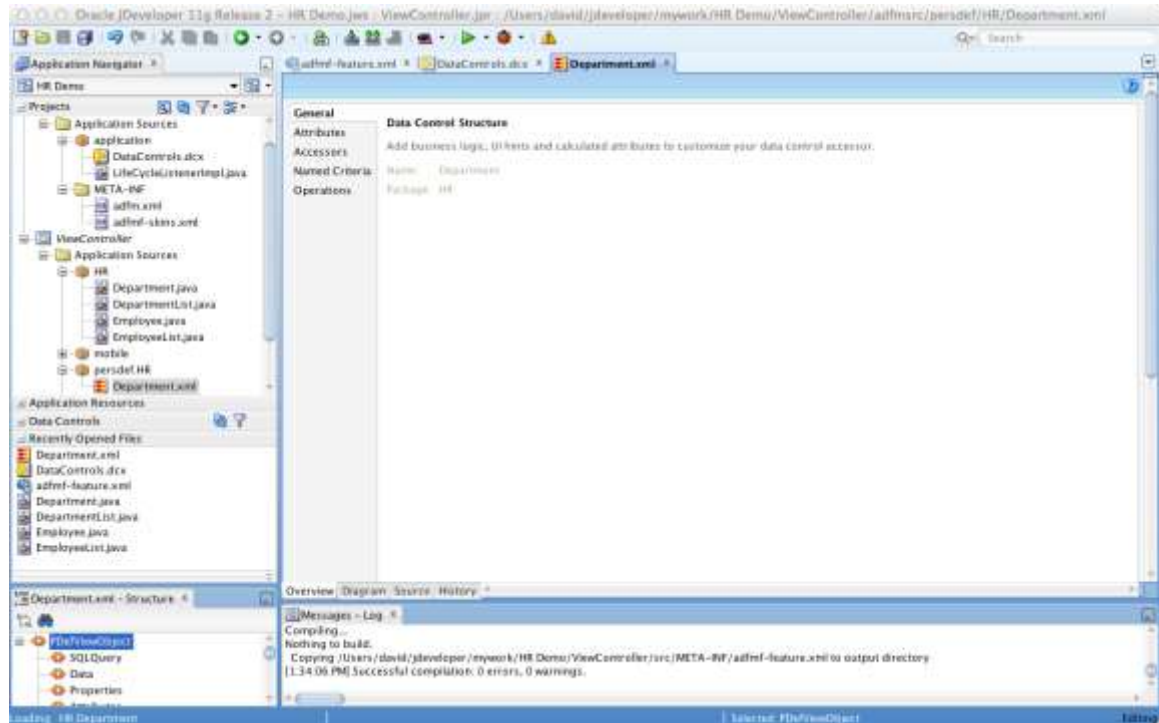 Oracle JDeveloper 11g Release 2 - HR Demo.jws : ViewController.jpr : /Users/david/jdeveloper/mywork/HR Demo/ViewController/adfmsrc/persdef/HR/Department.xml
Search
Application Navigator
HR Demo
Projects
Application Sources
application
DataControls.dcx
LifeCycleListenerImpl.java
META-INF
adfm.xml
adfmf-skins.xml
ViewController
Application Sources
HR
Department.java
DepartmentList.java
Employee.java
EmployeeList.java
mobile
persdef.HR
Department.xml
Application Resources
Data Controls
Recently Opened Files
Department.xml
DataControls.dcx
adfmf-feature.xml
Department.java
DepartmentList.java
Employee.java
EmployeeList.java
Department.xml - Structure
PDefViewObject
SQLQuery
Data
Properties
Attributes
adfmf-feature.xml
DataControls.dcx
Department.xml
General
Attributes
Accessors
Named Criteria
Operations
Data Control Structure
Add business logic, UI hints and calculated attributes to customize your data control accessor.
Name: Department
Package: HR
Overview Diagram Source History
Messages - Log
Compiling...
Nothing to build.
Copying /Users/david/jdeveloper/mywork/HR Demo/ViewController/src/META-INF/adfmf-feature.xml to output directory
[1:34:06 PM] Successful compilation: 0 errors, 0 warnings.
Loading: HR.Department
Selected: PDefViewObject
Editing